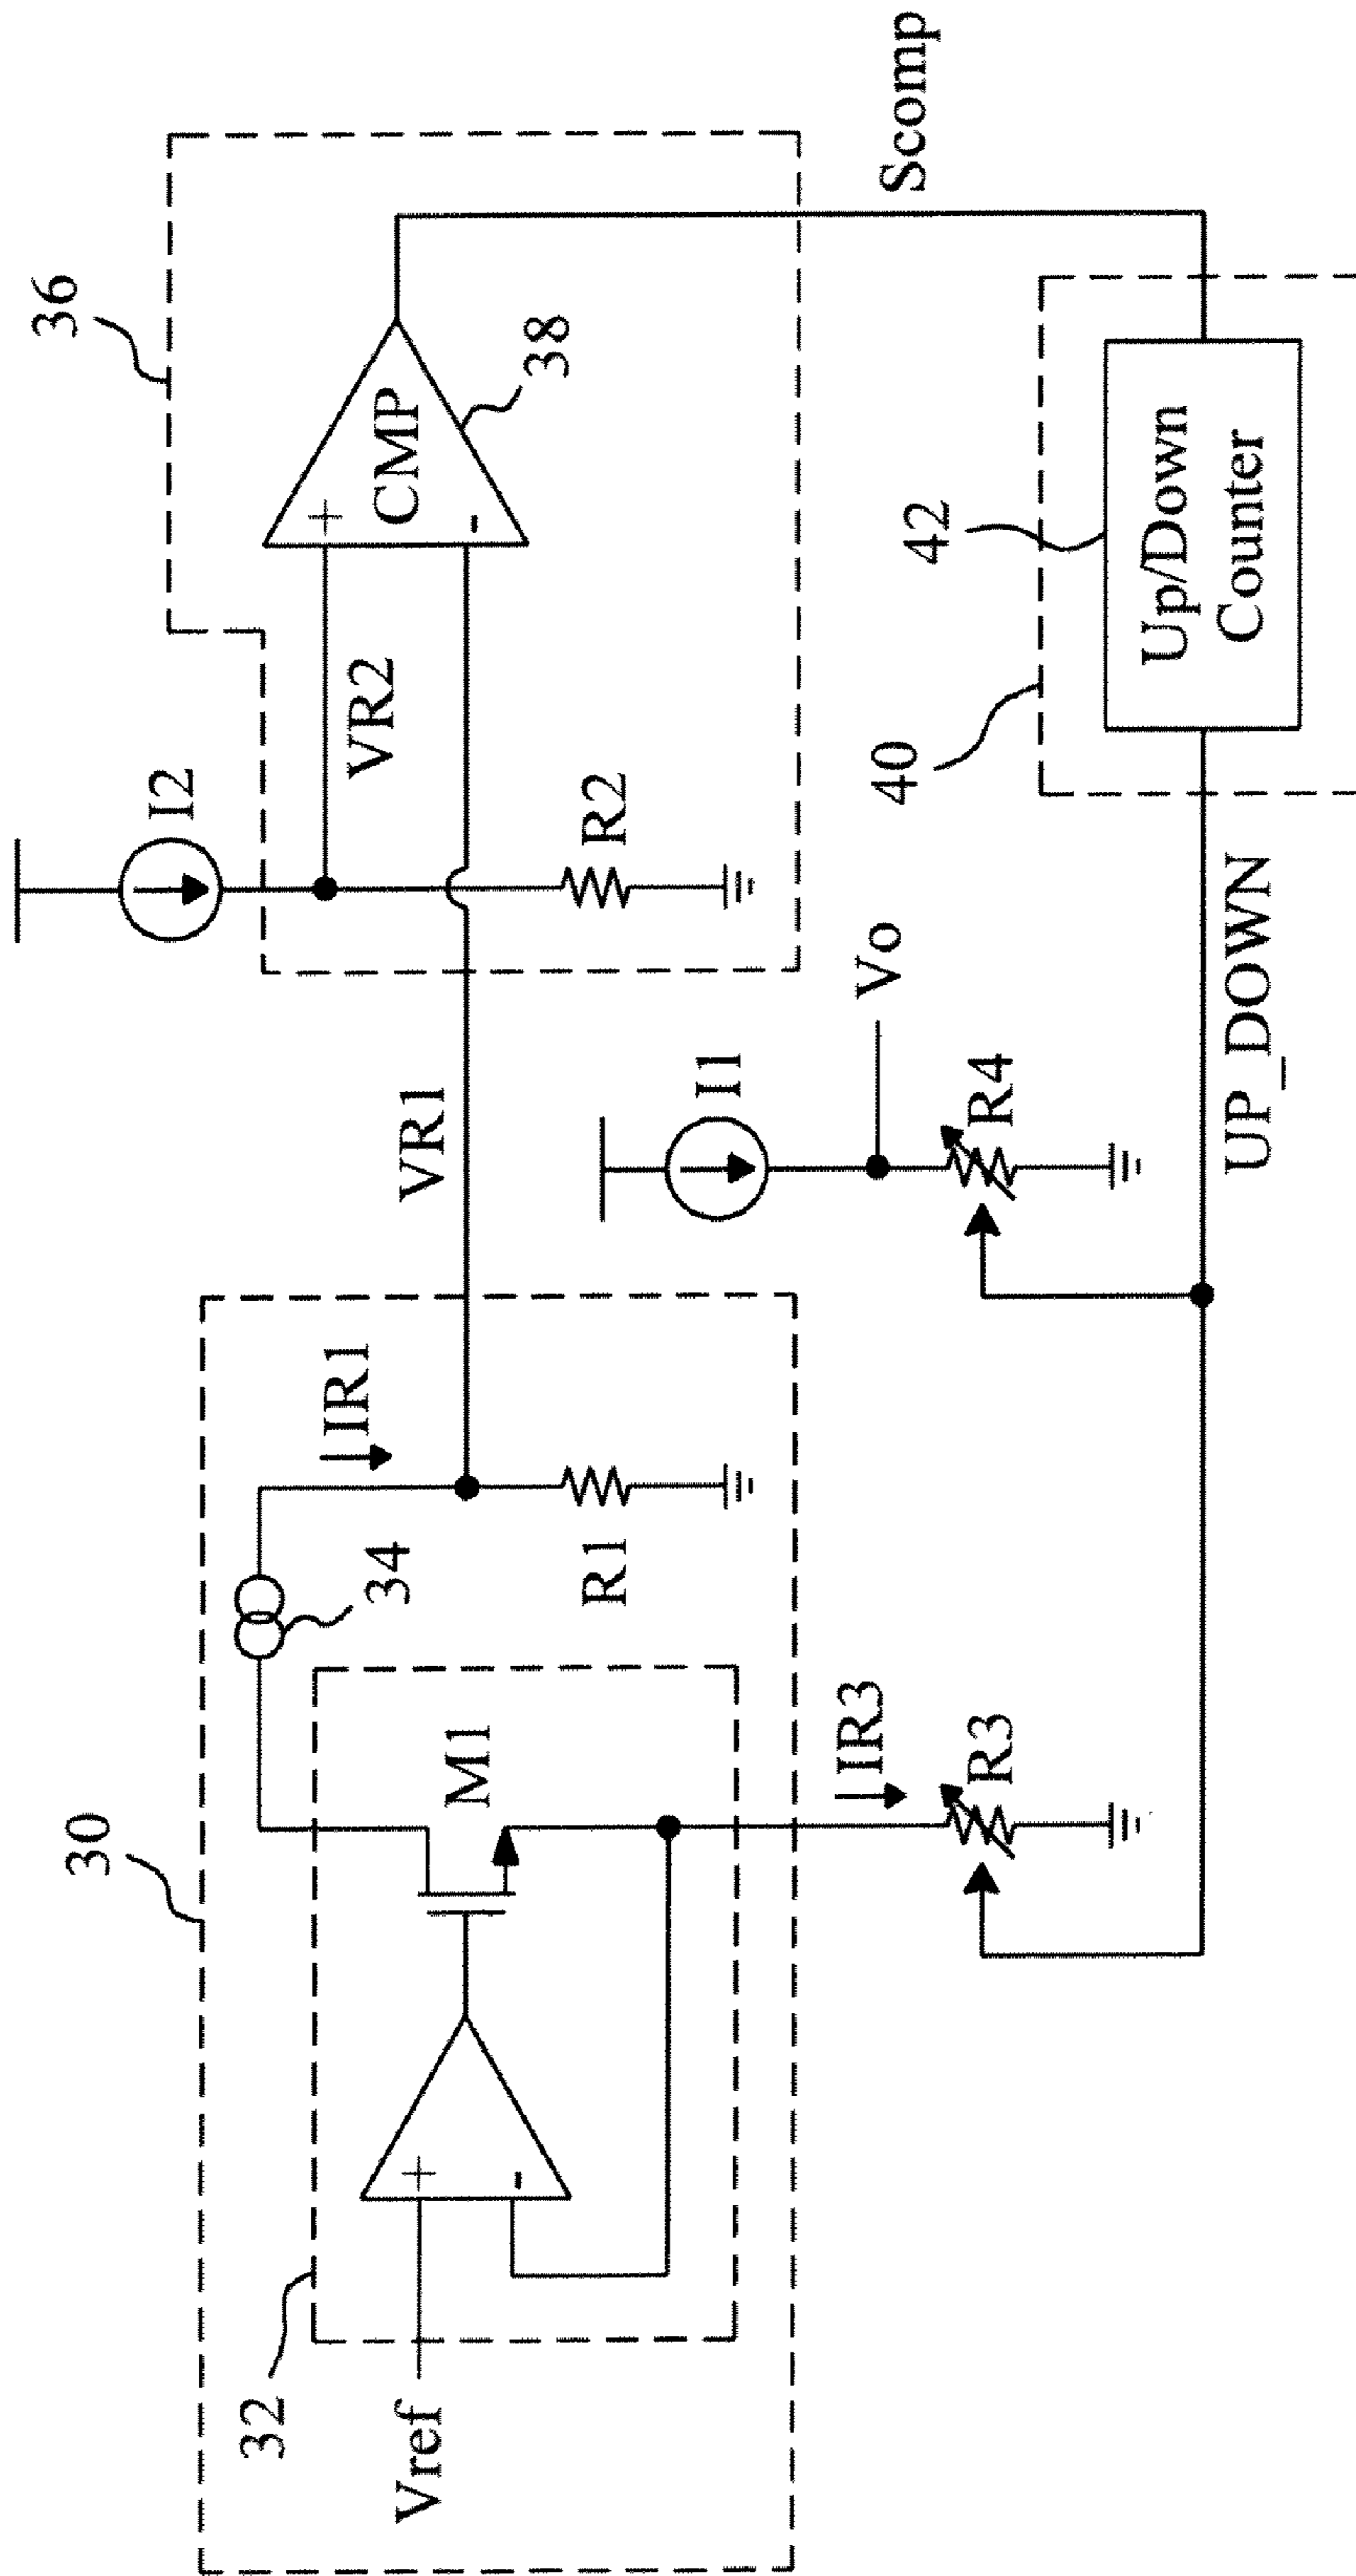 30
32
Vref
+
-
M1
34
IR1
R1
IR3
R3
VR1
I1
Vo
R4
UP_DOWN
I2
VR2
R2
36
+
-
CMP
38
Scomp
40
42
Up/Down
Counter